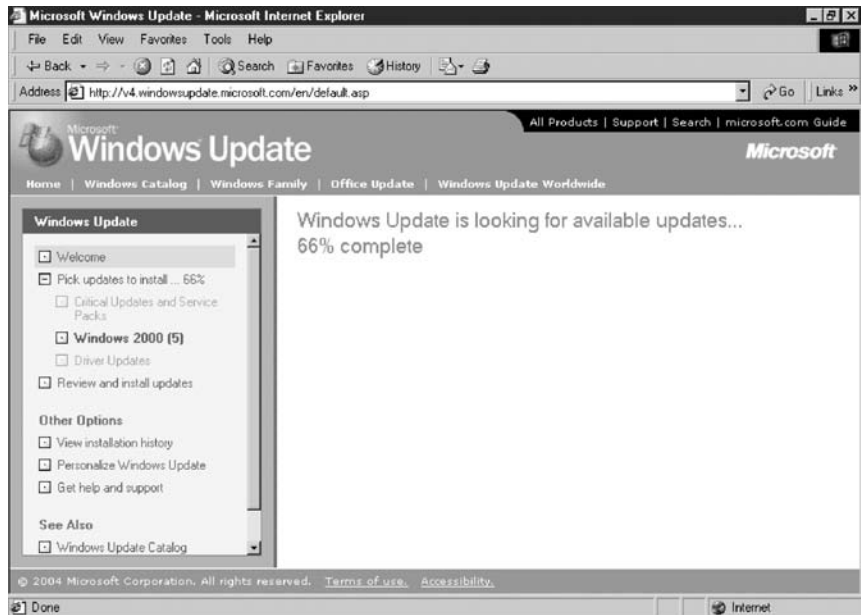 Microsoft Windows Update - Microsoft Internet Explorer
File Edit View Favorites Tools Help
Back Search Favorites History
Address http://v4.windowsupdate.microsoft.com/en/default.asp Go Links »
All Products | Support | Search | microsoft.com Guide
Microsoft
Windows Update
Microsoft
Home | Windows Catalog | Windows Family | Office Update | Windows Update Worldwide
Windows Update
Welcome
Pick updates to install ... 66%
Critical Updates and Service
Packs
Windows 2000 (5)
Driver Updates
Review and install updates
Other Options
View installation history
Personalize Windows Update
Get help and support
See Also
Windows Update Catalog
Windows Update is looking for available updates...
66% complete
© 2004 Microsoft Corporation. All rights reserved. Terms of use. Accessibility.
Done Internet